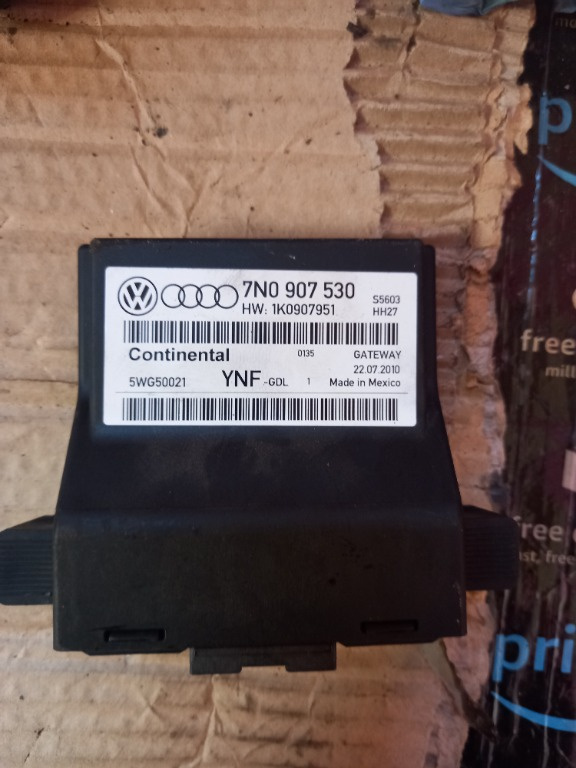 7N0 907 530
HW: 1K0907951
S5603
HH27
Continental 0135 GATEWAY
22.07.2010
5WG50021 YNF -GDL 1 Made in Mexico
free
free
pri